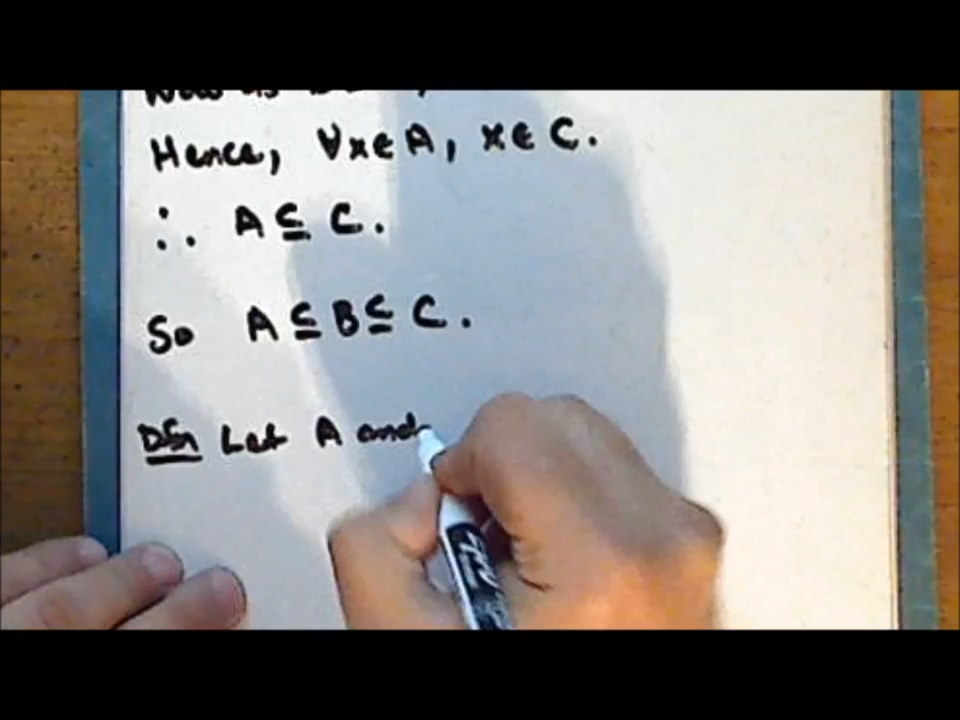 Hence, ∀x∈A, x∈C.
∴ A ⊆ C.
So A ⊆ B ⊆ C.
Dfn Let A and